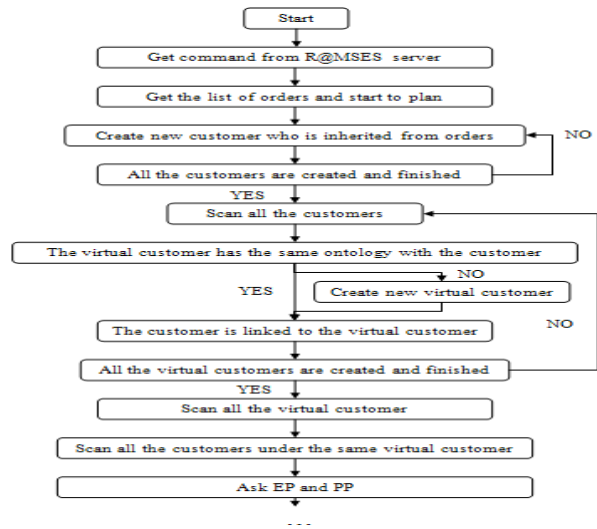 Start
Get command from R@MSES server
Get the list of orders and start to plan
Create new customer who is inherited from orders
NO
All the customers are created and finished
YES
Scan all the customers
The virtual customer has the same ontology with the customer
NO
YES
Create new virtual customer
The customer is linked to the virtual customer
NO
All the virtual customers are created and finished
YES
Scan all the virtual customer
Scan all the customers under the same virtual customer
Ask EP and PP
...